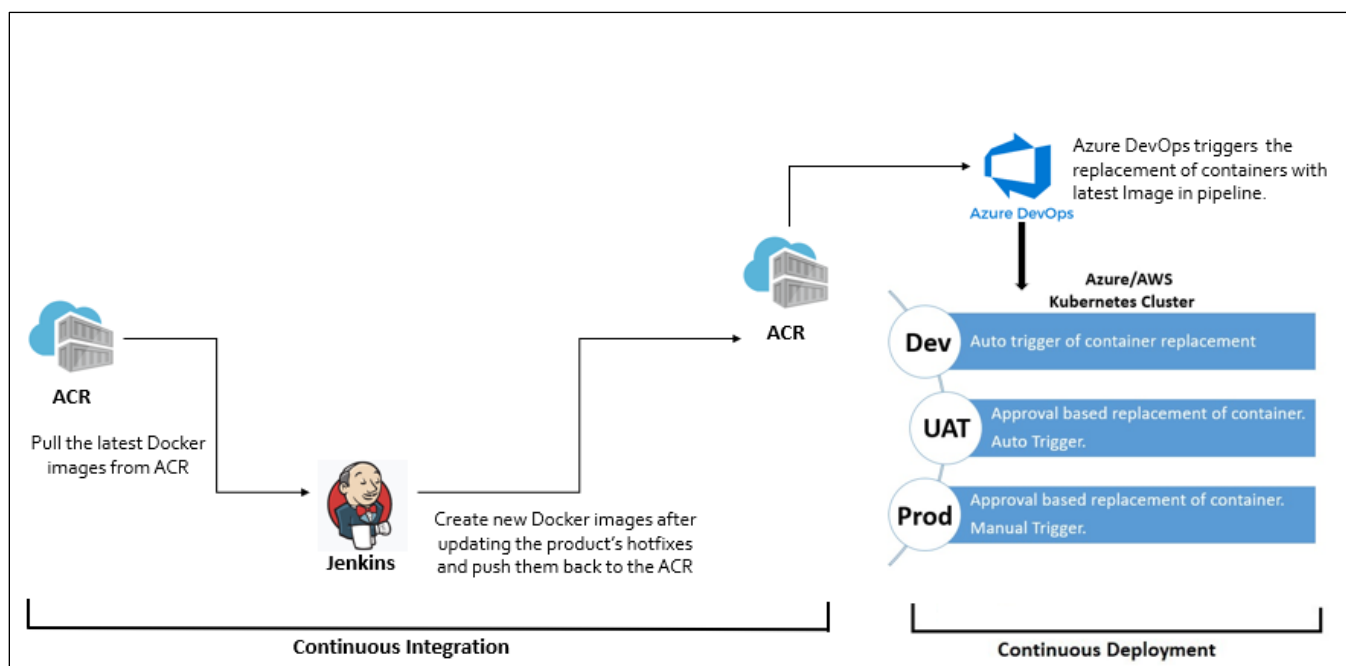 ACR
Pull the latest Docker
images from ACR
Jenkins
Create new Docker images after
updating the product's hotfixes
and push them back to the ACR
ACR
Continuous Integration
Azure DevOps
Azure DevOps triggers the
replacement of containers with
latest Image in pipeline.
Azure/AWS
Kubernetes Cluster
Dev
Auto trigger of container replacement
UAT
Approval based replacement of container.
Auto Trigger.
Prod
Approval based replacement of container.
Manual Trigger.
Continuous Deployment